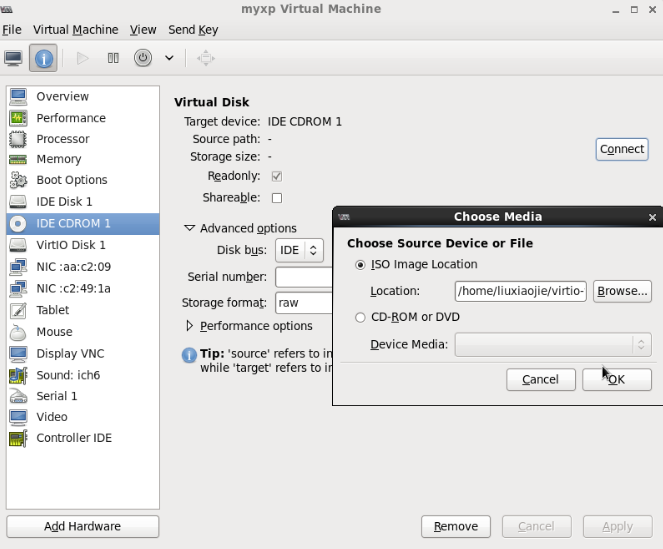 myxp Virtual Machine
File Virtual Machine View Send Key
Overview
Performance
Processor
Memory
Boot Options
IDE Disk 1
IDE CDROM 1
VirtIO Disk 1
NIC :aa:c2:09
NIC :c2:49:1a
Tablet
Mouse
Display VNC
Sound: ich6
Serial 1
Video
Controller IDE
Add Hardware
Virtual Disk
Target device: IDE CDROM 1
Source path: -
Storage size: -
Connect
Readonly:
Shareable:
Advanced options
Disk bus: IDE
Serial number:
Storage format: raw
Performance options
Tip: 'source' refers to in
while 'target' refers to ir
Choose Media
Choose Source Device or File
ISO Image Location
Location: /home/liuxiaojie/virtio- Browse...
CD-ROM or DVD
Device Media:
Cancel OK
Remove Cancel Apply